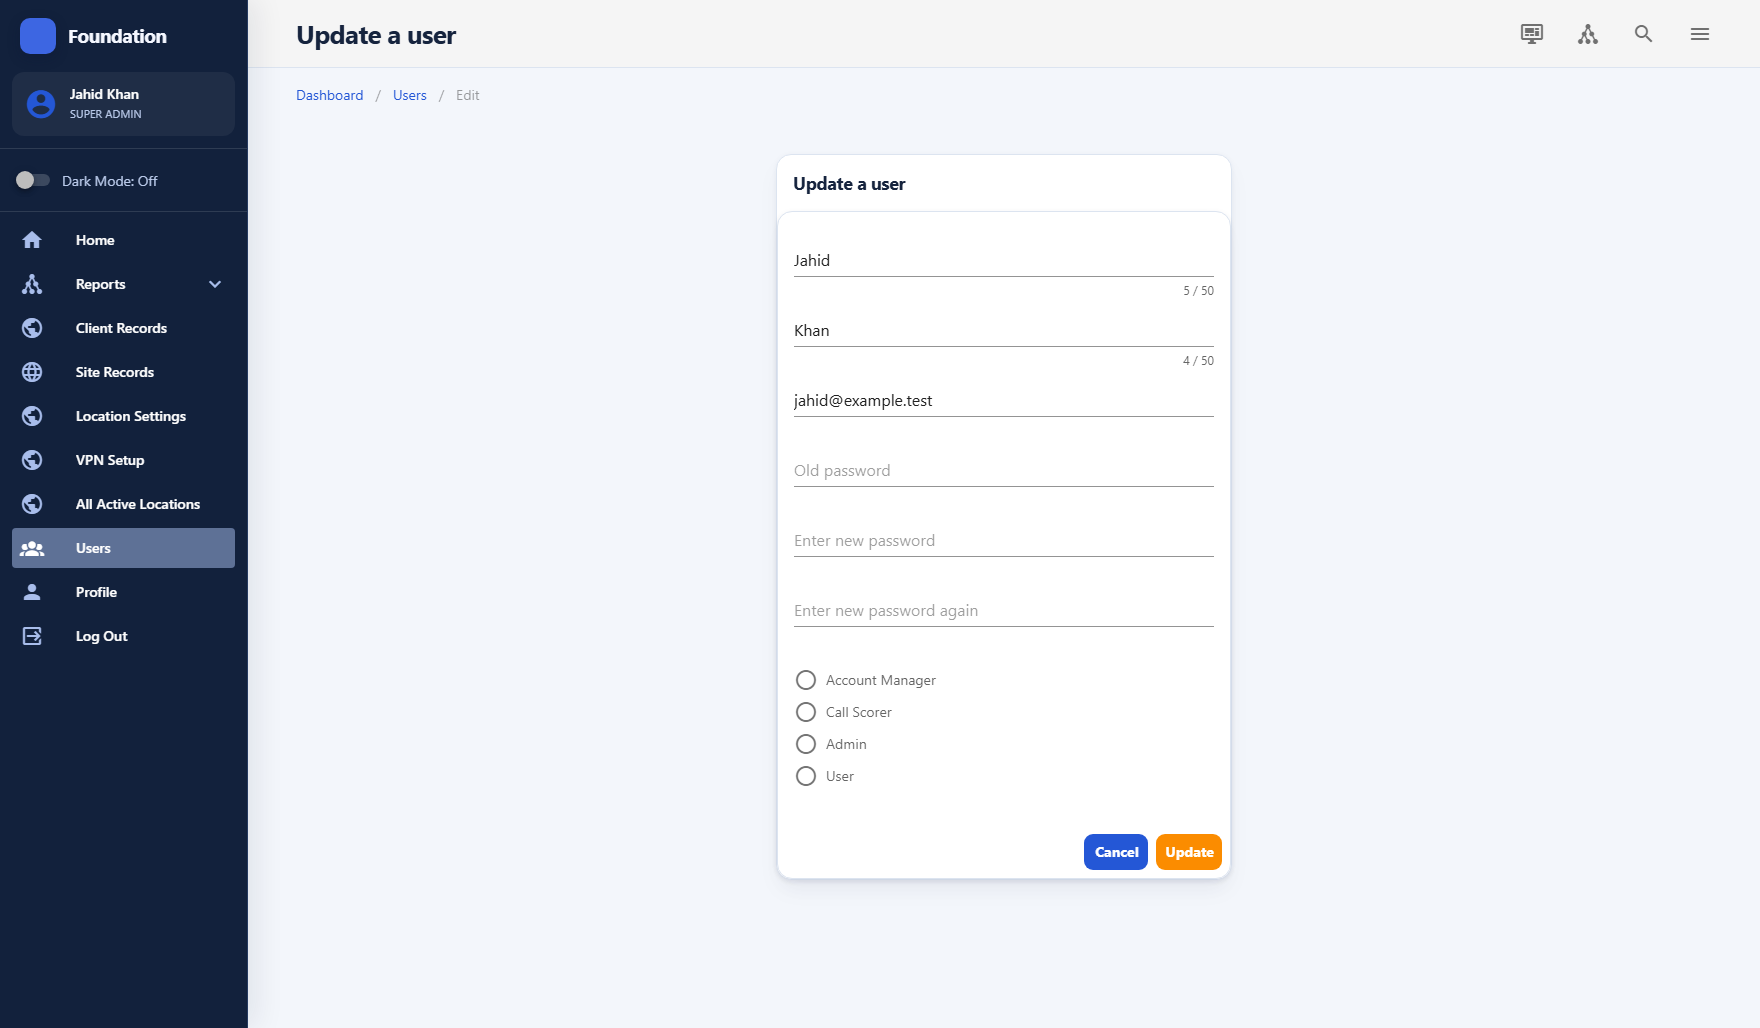 Foundation
Jahid Khan
SUPER ADMIN
Dark Mode: Off
Home
Reports
Client Records
Site Records
Location Settings
VPN Setup
All Active Locations
Users
Profile
Log Out
Update a user
Dashboard / Users / Edit
Update a user
Jahid
5 / 50
Khan
4 / 50
jahid@example.test
Old password
Enter new password
Enter new password again
Account Manager
Call Scorer
Admin
User
Cancel Update